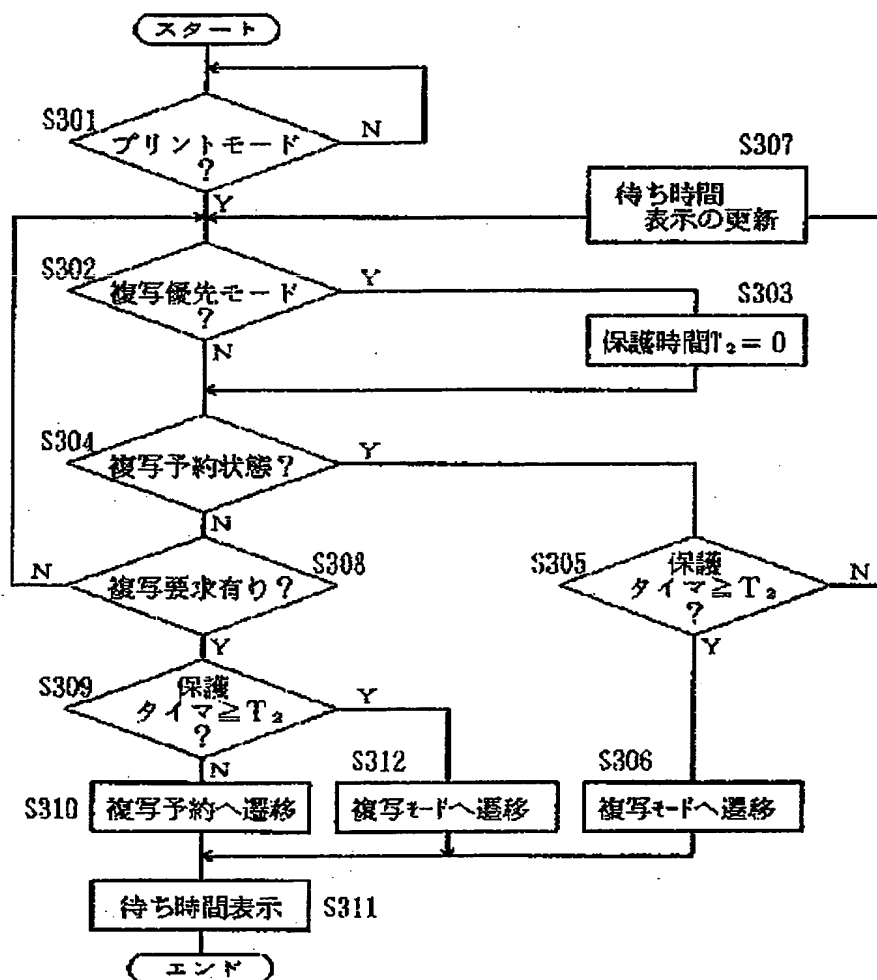 スタート
S301
プリントモード
?
N
Y
S307
待ち時間
表示の更新
S302
複写優先モード
?
Y
N
S303
保護時間T₂=0
S304
複写予約状態?
Y
N
S308
複写要求有り?
N
Y
S305
保護
タイマ≧T₂
?
N
Y
S309
保護
タイマ≧T₂
?
Y
N
S310
複写予約へ遷移
S312
複写モードへ遷移
S306
複写モードへ遷移
待ち時間表示
S311
エンド